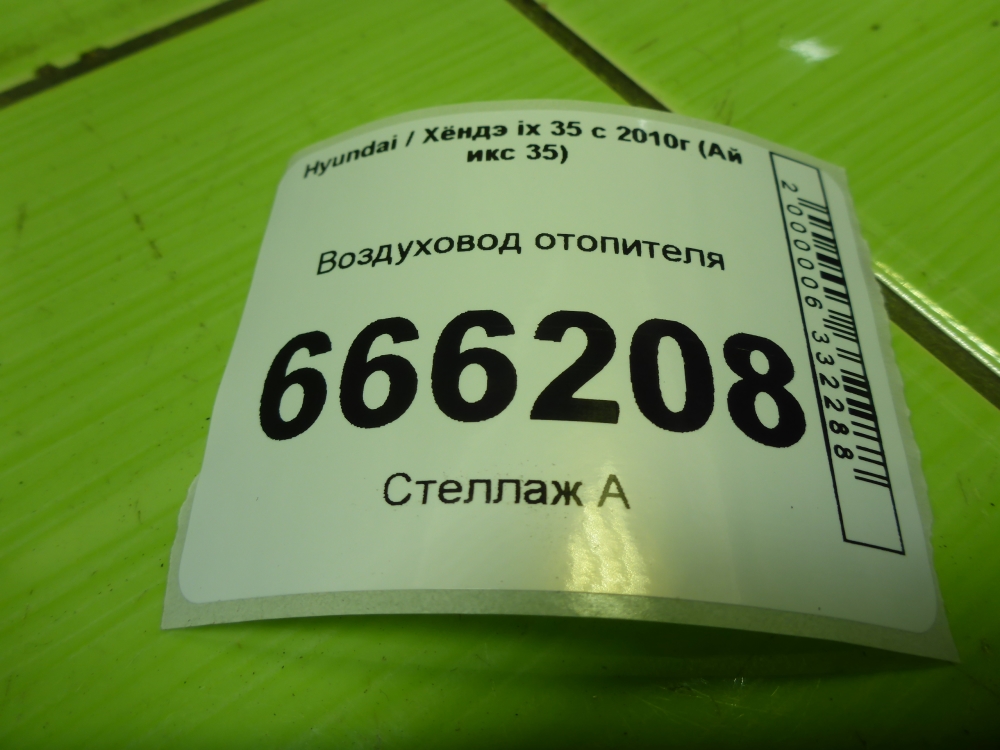 Hyundai / Хёндэ ix 35 с 2010г (Ай
икс 35)
Воздуховод отопителя
666208
Стеллаж А
2000006332288